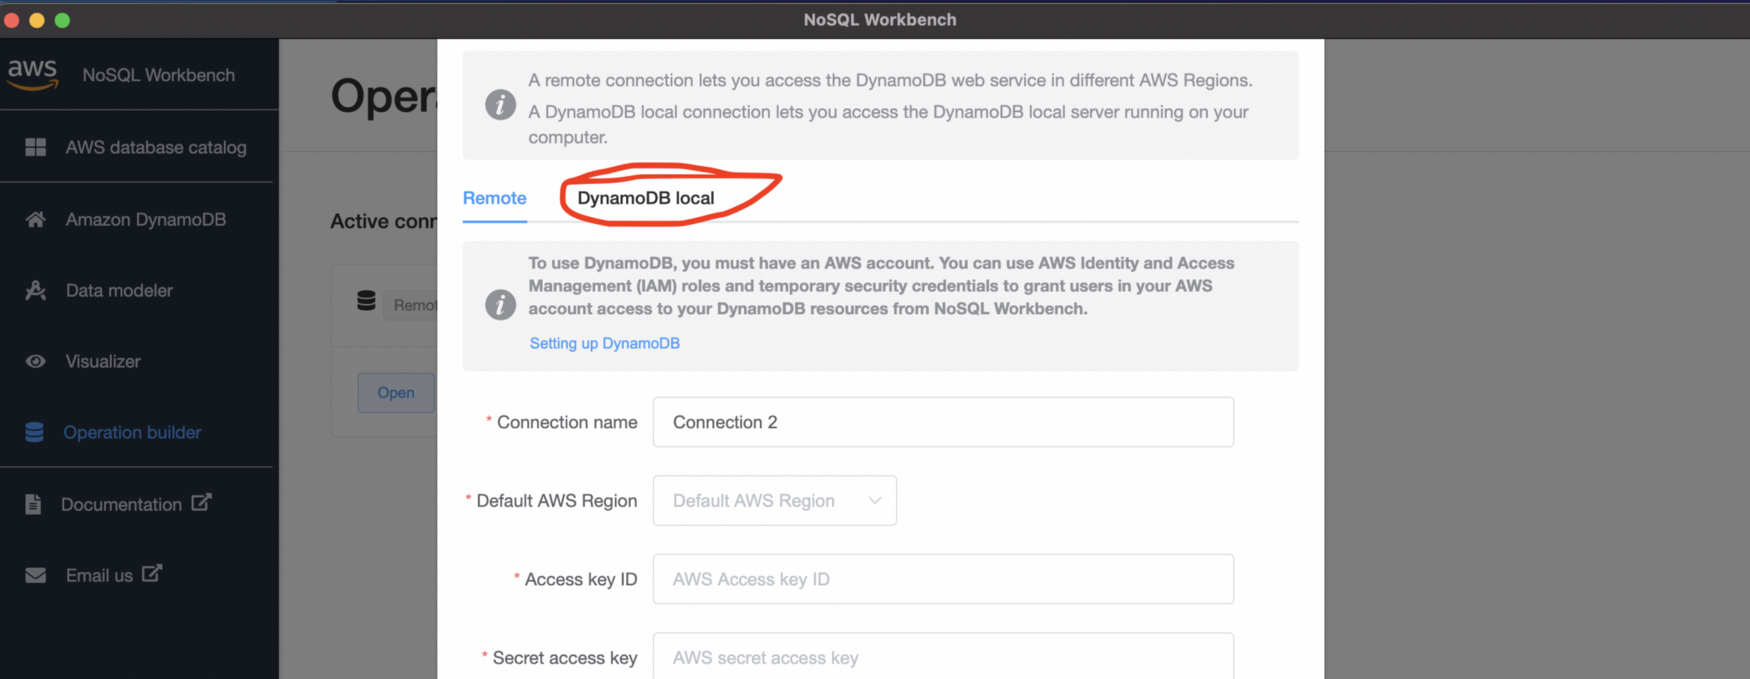 NoSQL Workbench
aws NoSQL Workbench
AWS database catalog
Amazon DynamoDB
Data modeler
Visualizer
Operation builder
Documentation
Email us
Oper
Active conr
Remot
Open
A remote connection lets you access the DynamoDB web service in different AWS Regions.
A DynamoDB local connection lets you access the DynamoDB local server running on your
computer.
Remote DynamoDB local
To use DynamoDB, you must have an AWS account. You can use AWS Identity and Access
Management (IAM) roles and temporary security credentials to grant users in your AWS
account access to your DynamoDB resources from NoSQL Workbench.
Setting up DynamoDB
* Connection name Connection 2
* Default AWS Region Default AWS Region
* Access key ID AWS Access key ID
* Secret access key AWS secret access key